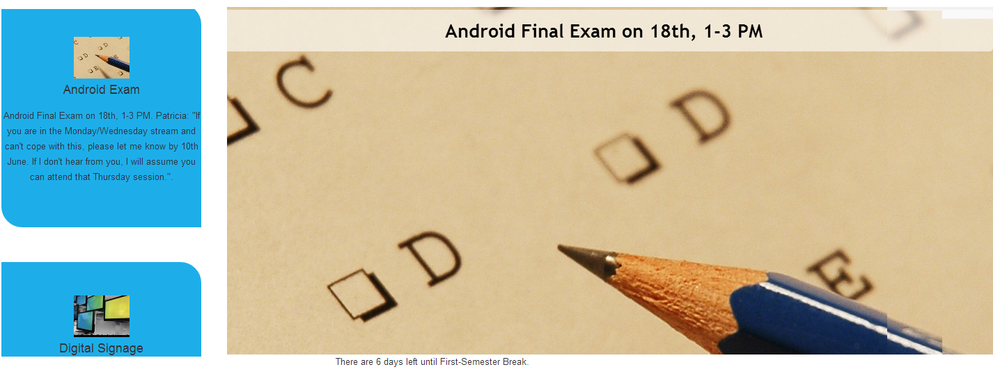 Android Exam
Android Final Exam on 18th, 1-3 PM. Patricia: "If
you are in the Monday/Wednesday stream and
can't cope with this, please let me know by 10th
June. If I don't hear from you, I will assume you
can attend that Thursday session.".
Digital Signage
Android Final Exam on 18th, 1-3 PM
C
D
D
E
There are 6 days left until First-Semester Break.